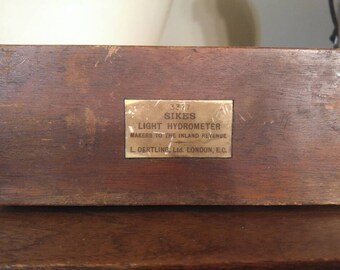 SIKES
LIGHT HYDROMETER
MAKERS TO THE INLAND REVENUE
L. OERTLING, Ltd. LONDON, E.C.